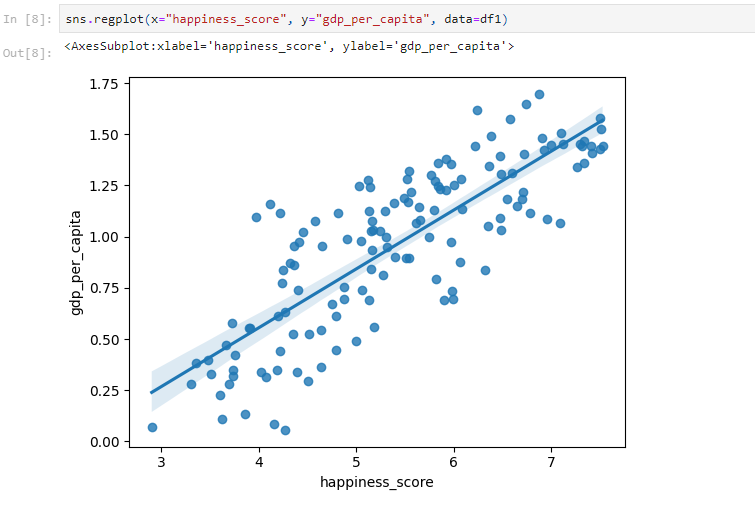 In [8]: sns.regplot(x="happiness_score", y="gdp_per_capita", data=df1)
Out[8]: <AxesSubplot:xlabel='happiness_score', ylabel='gdp_per_capita'>
1.75
1.50
1.25
1.00
0.75
0.50
0.25
0.00
gdp_per_capita
3 4 5 6 7
happiness_score